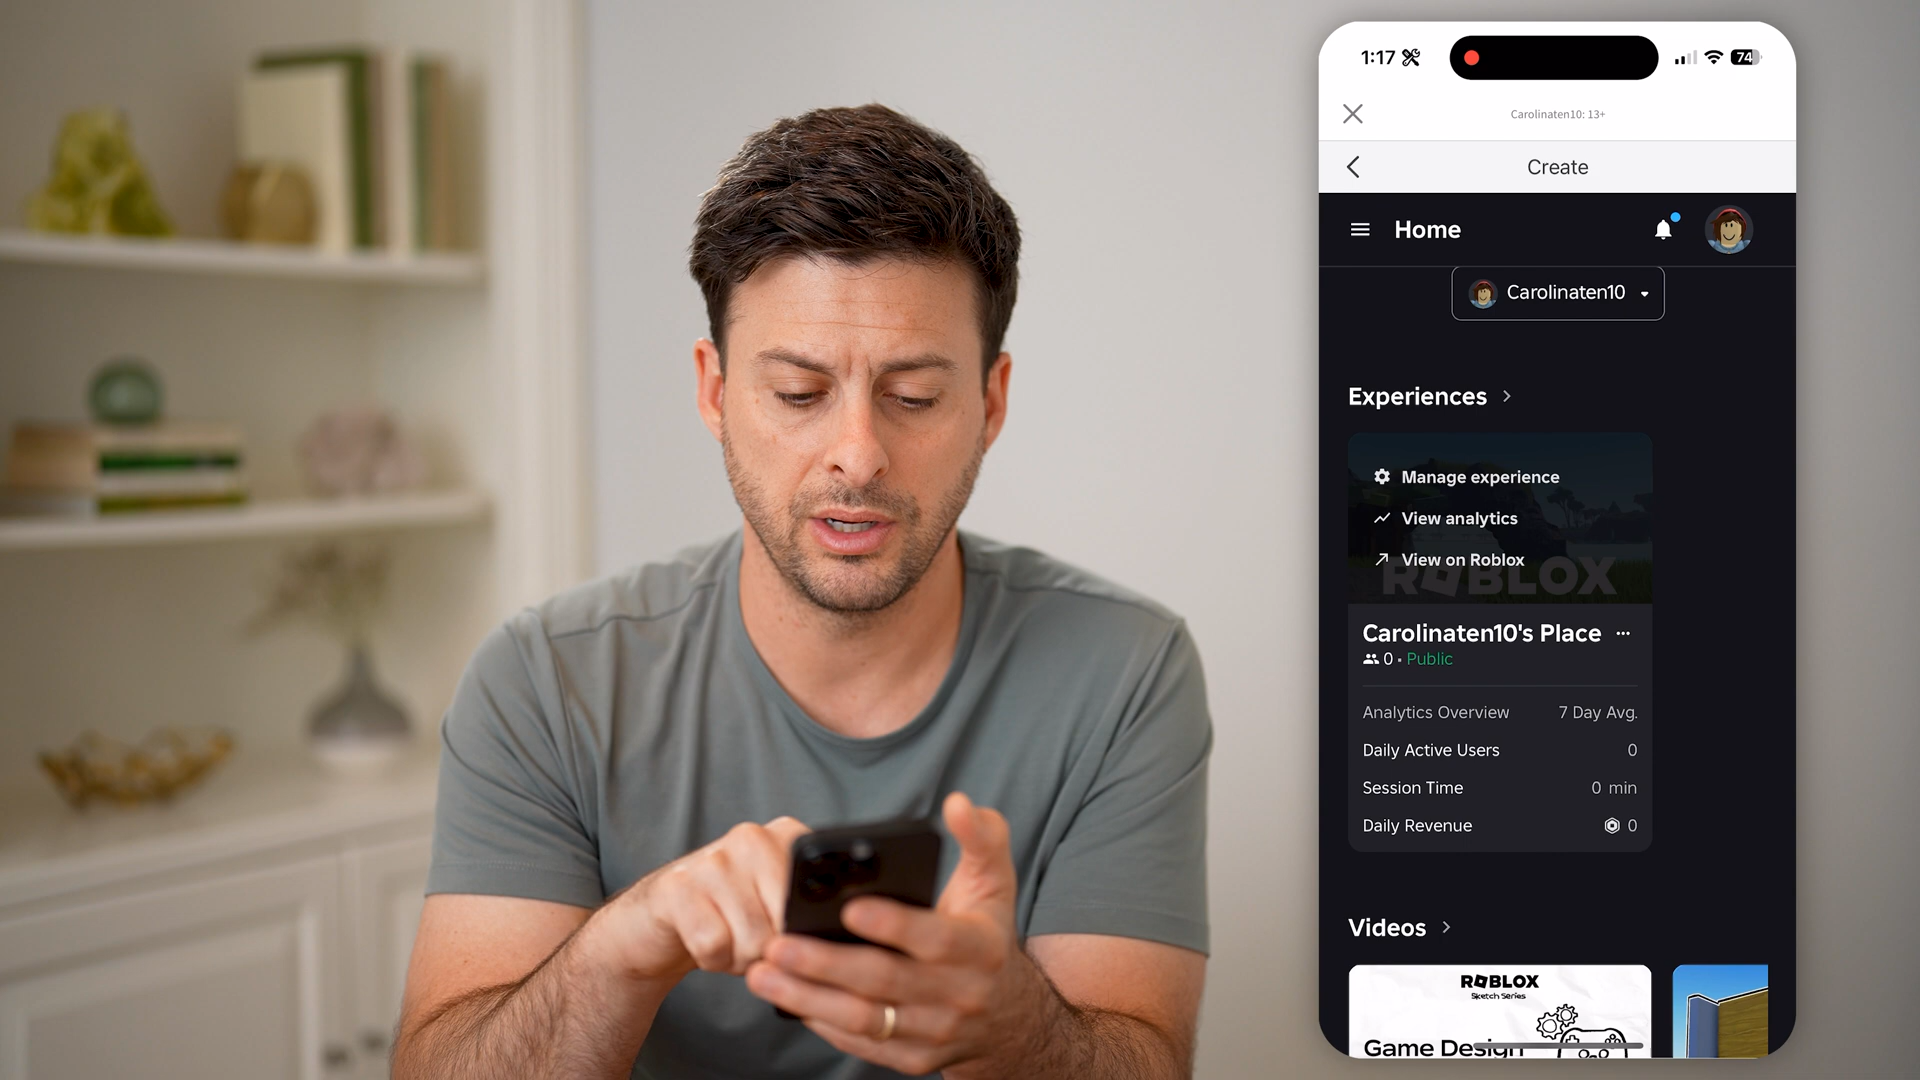 1:17
74
Carolinaten10: 13+
Create
Home
Carolinaten10
Experiences
Manage experience
View analytics
View on Roblox
ROBLOX
Carolinaten10's Place
0 • Public
Analytics Overview 7 Day Avg.
Daily Active Users 0
Session Time 0 min
Daily Revenue 0
Videos
ROBLOX
Sketch Series
Game Design